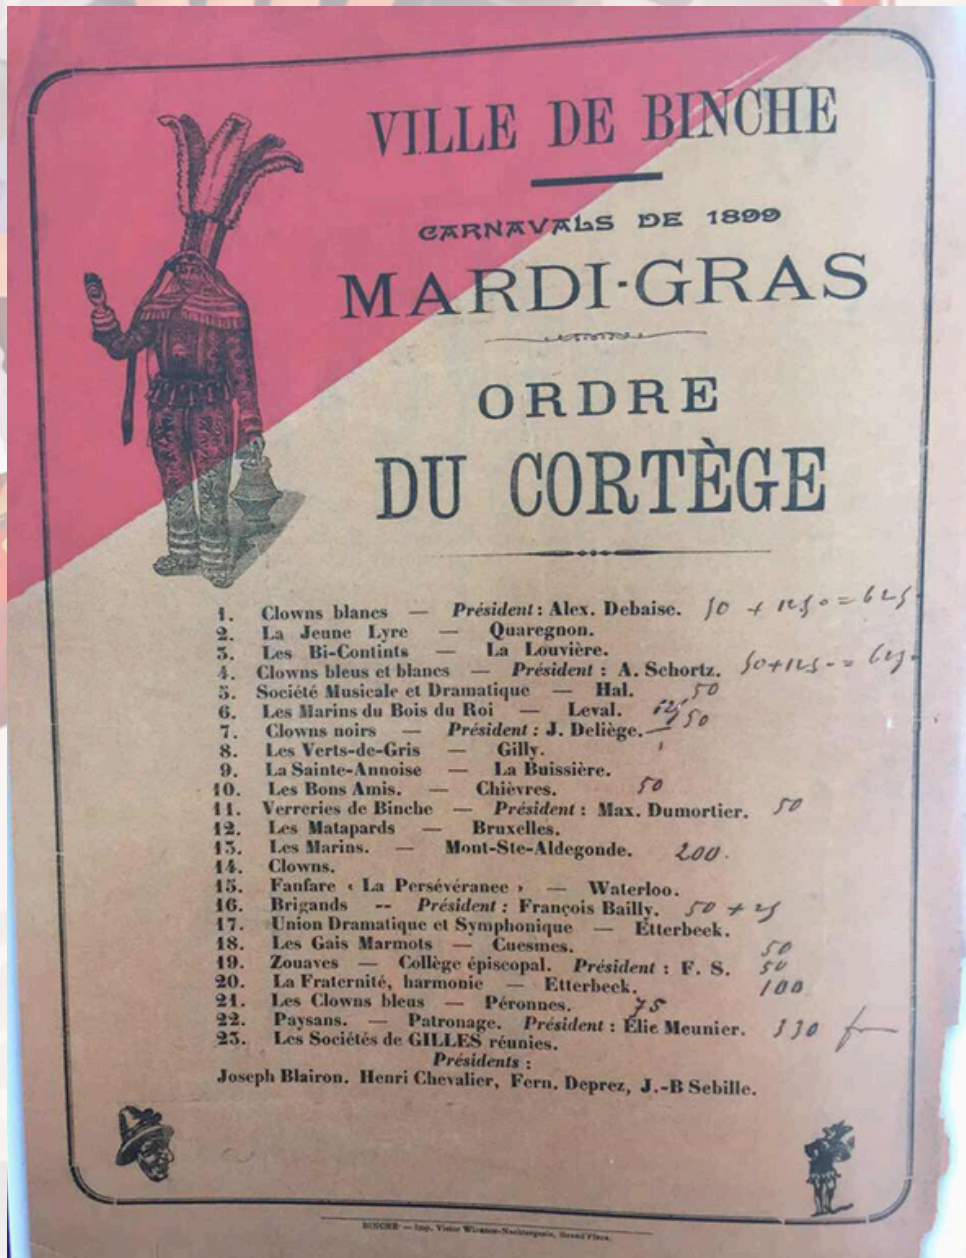 VILLE DE BINCHE
CARNAVALS DE 1899
MARDI-GRAS
ORDRE
DU CORTÈGE
1. Clowns blancs — Président : Alex. Debaise. 50 + 12,50 = 625
2. La Jeune Lyre — Quaregnon.
3. Les Bi-Contints — La Louvière.
4. Clowns bleus et blancs — Président : A. Schortz.
5. Société Musicale et Dramatique — Hal. 50
6. Les Marins du Bois du Roi — Leval.
7. Clowns noirs — Président : J. Deliège. — 50
8. Les Verts-de-Gris — Gilly.
9. La Sainte-Annoise — La Buissière.
10. Les Bons Amis. — Chièvres. 50
11. Verreries de Binche — Président : Max. Dumortier. 50
12. Les Matapards — Bruxelles.
13. Les Marins. — Mont-Ste-Aldegonde. 200.
14. Clowns.
15. Fanfare « La Persévérance » — Waterloo.
16. Brigands -- Président : François Bailly. 50 + 25
17. Union Dramatique et Symphonique — Etterbeek.
18. Les Gais Marmots — Cuesmes. 50
19. Zouaves — Collège épiscopal. Président : F. S. 50
20. La Fraternité, harmonie — Etterbeek. 100
21. Les Clowns bleus — Péronnes. 75
22. Paysans. — Patronage. Président : Élie Meunier. 330
23. Les Sociétés de GILLES réunies.
Présidents :
Joseph Blairon. Henri Chevalier, Fern. Deprez, J.-B Sebille.
BINCHE — Imp. Victor Grand'Place.